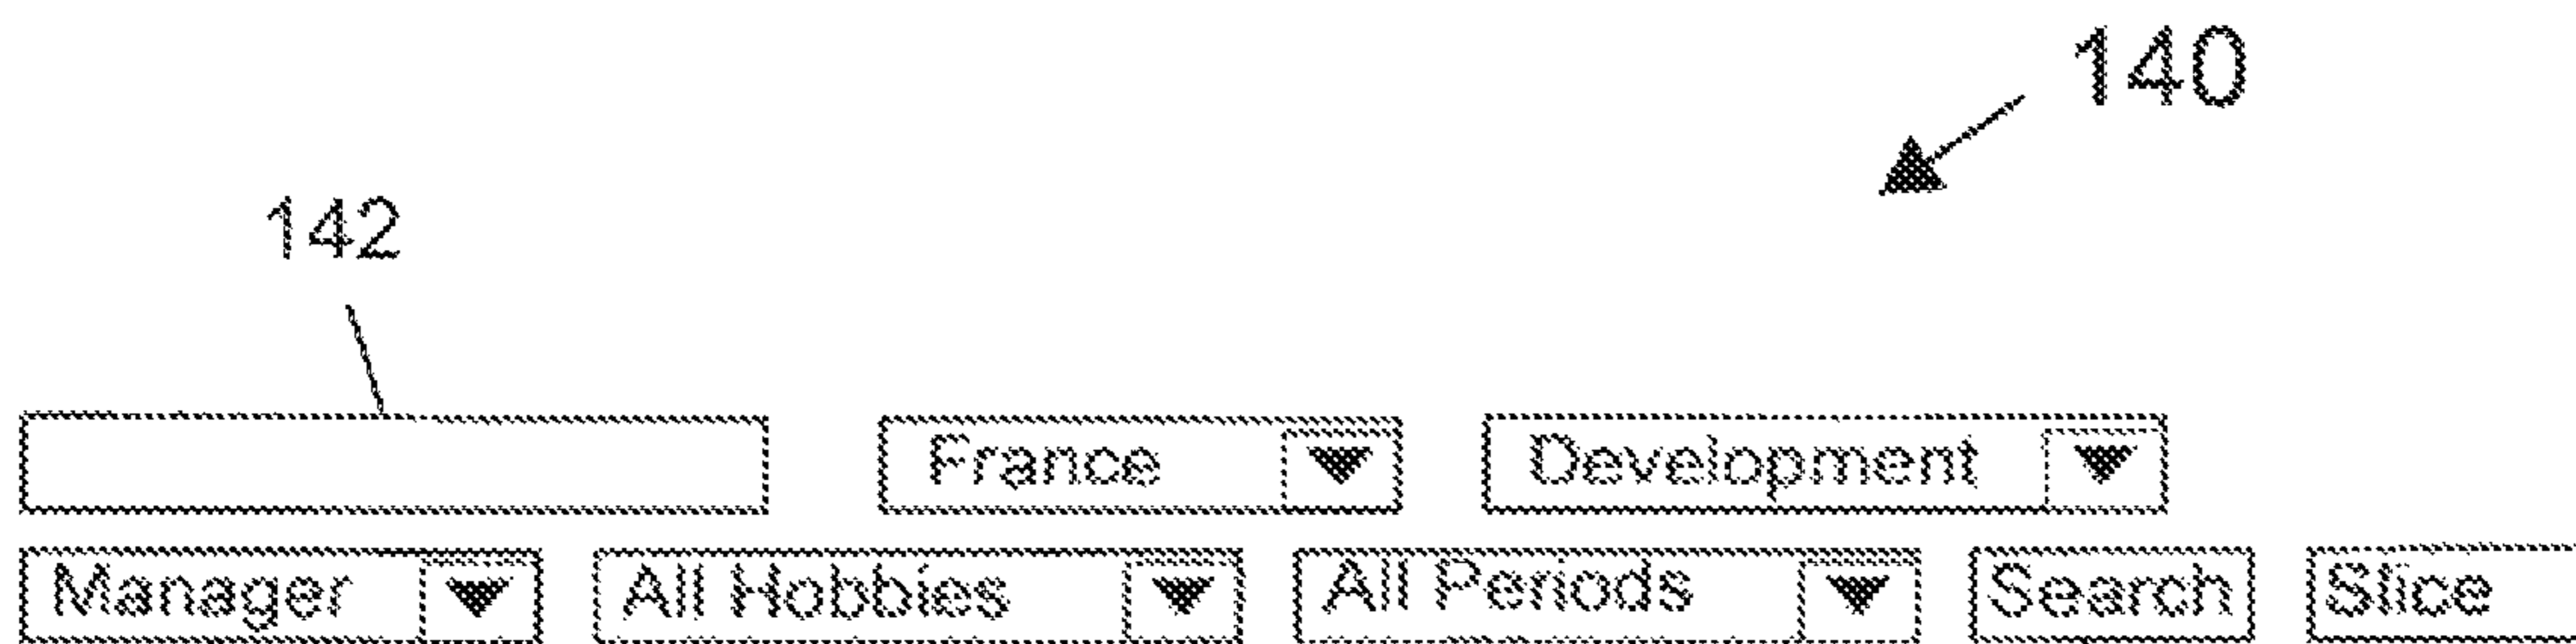 140
142
France Development
Manager All Hobbies All Periods Search Slice